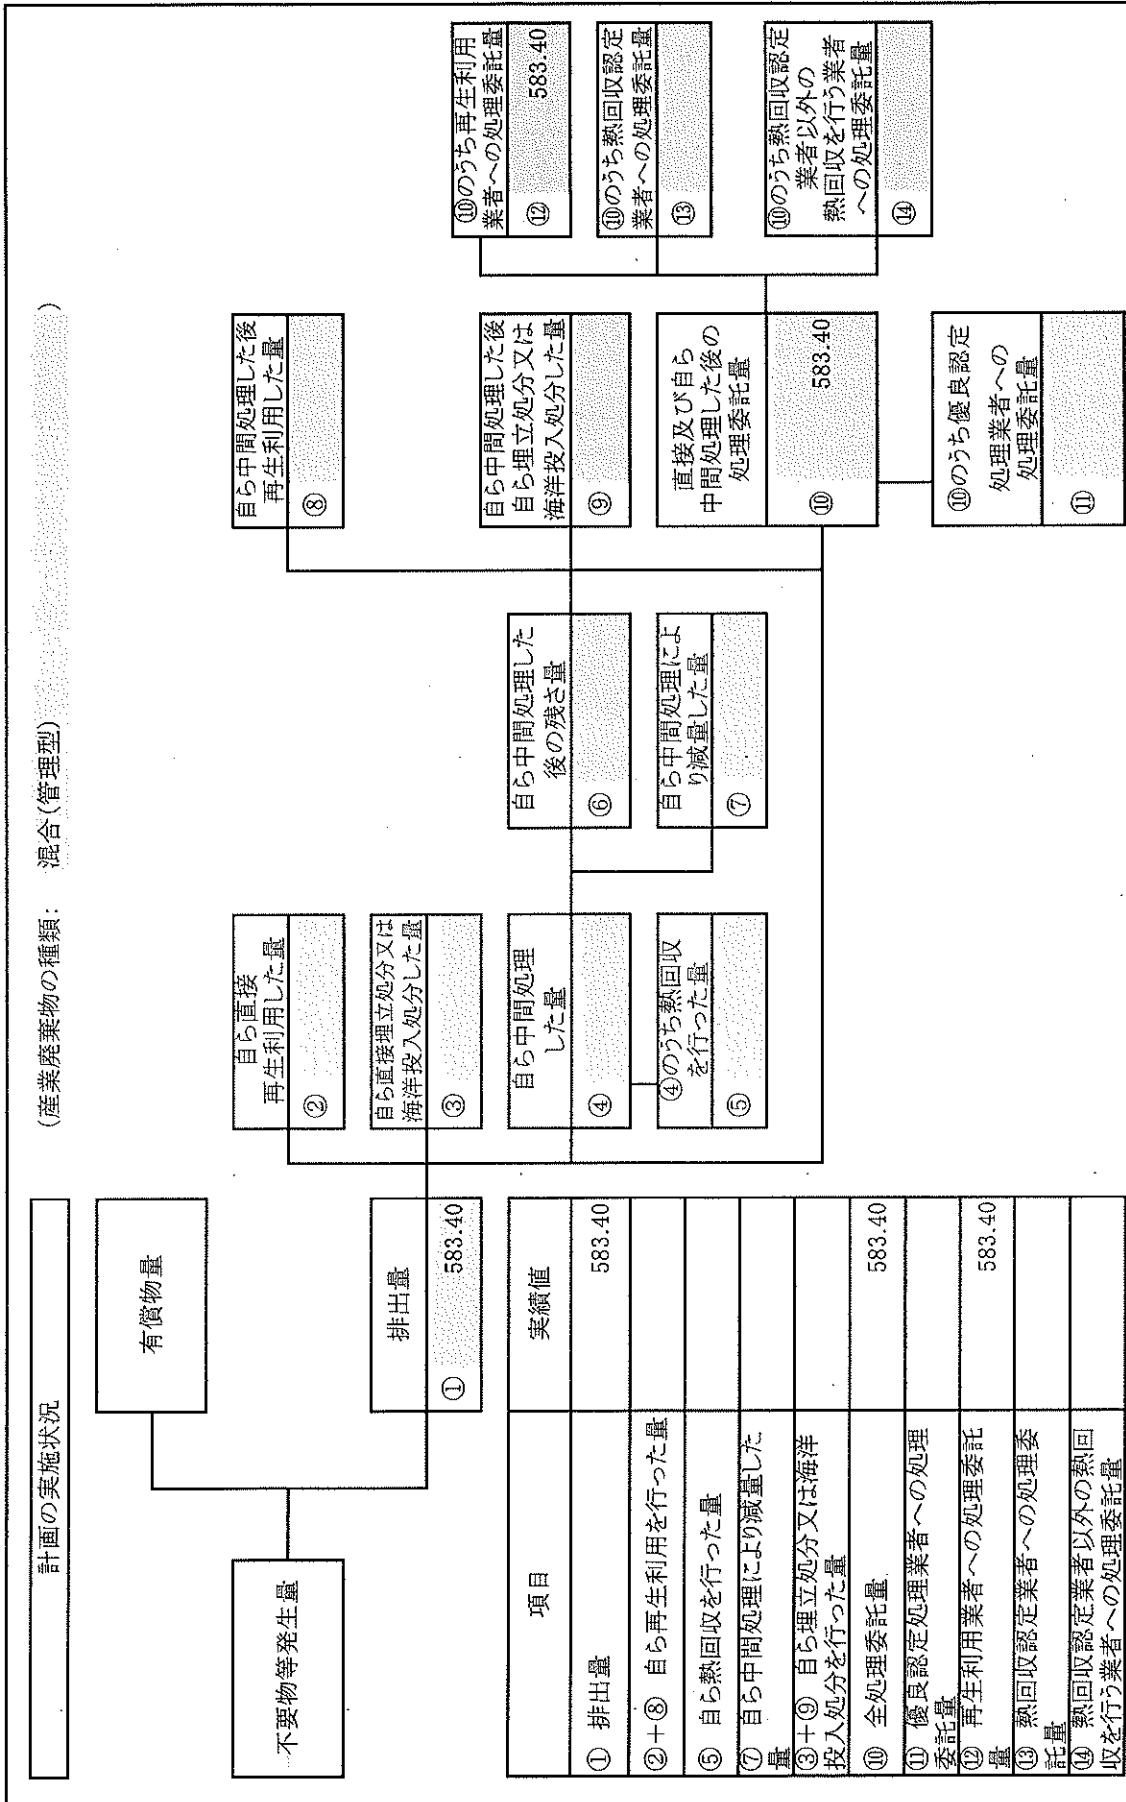 計画の実施状況
(産業廃棄物の種類: 混合(管理型) )
不要物等発生量
有償物量
排出量
① 583.40
自ら直接
再生利用した量
②
自ら直接埋立処分又は
海洋投入処分した量
③
自ら中間処理
した量
④
④のうち熱回収
を行った量
⑤
自ら中間処理した
後の残さ量
⑥
自ら中間処理によ
り減量した量
⑦
自ら中間処理した後
再生利用した量
⑧
自ら中間処理した後
自ら埋立処分又は
海洋投入処分した量
⑨
直接及び自ら
中間処理した後の
処理委託量
⑩ 583.40
⑩のうち優良認定
処理業者への
処理委託量
⑪
⑩のうち再生利用
業者への処理委託量
⑫ 583.40
⑩のうち熱回収認定
業者への処理委託量
⑬
⑩のうち熱回収認定
業者以外の
熱回収を行う業者
への処理委託量
⑭
項目 実績値
① 排出量 583.40
②+⑧ 自ら再生利用を行った量
⑤ 自ら熱回収を行った量
⑦ 自ら中間処理により減量した
量
③+⑨ 自ら埋立処分又は海洋
投入処分を行った量
⑩ 全処理委託量 583.40
⑪ 優良認定処理業者への処理
委託量
⑫ 再生利用業者への処理委託
量 583.40
⑬ 熱回収認定業者への処理委
託量
⑭ 熱回収認定業者以外の熱回
収を行う業者への処理委託量